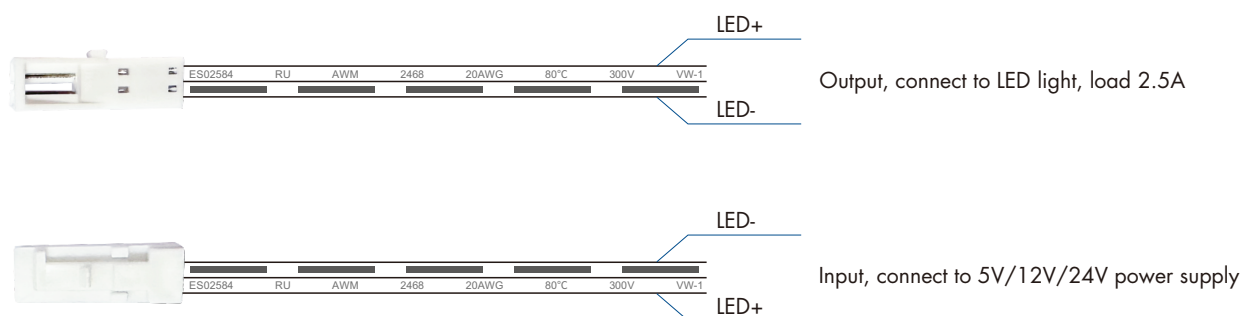 LED+
ES02584 RU AWM 2468 20AWG 80℃ 300V VW-1
Output, connect to LED light, load 2.5A
LED-
LED-
ES02584 RU AWM 2468 20AWG 80℃ 300V VW-1
Input, connect to 5V/12V/24V power supply
LED+